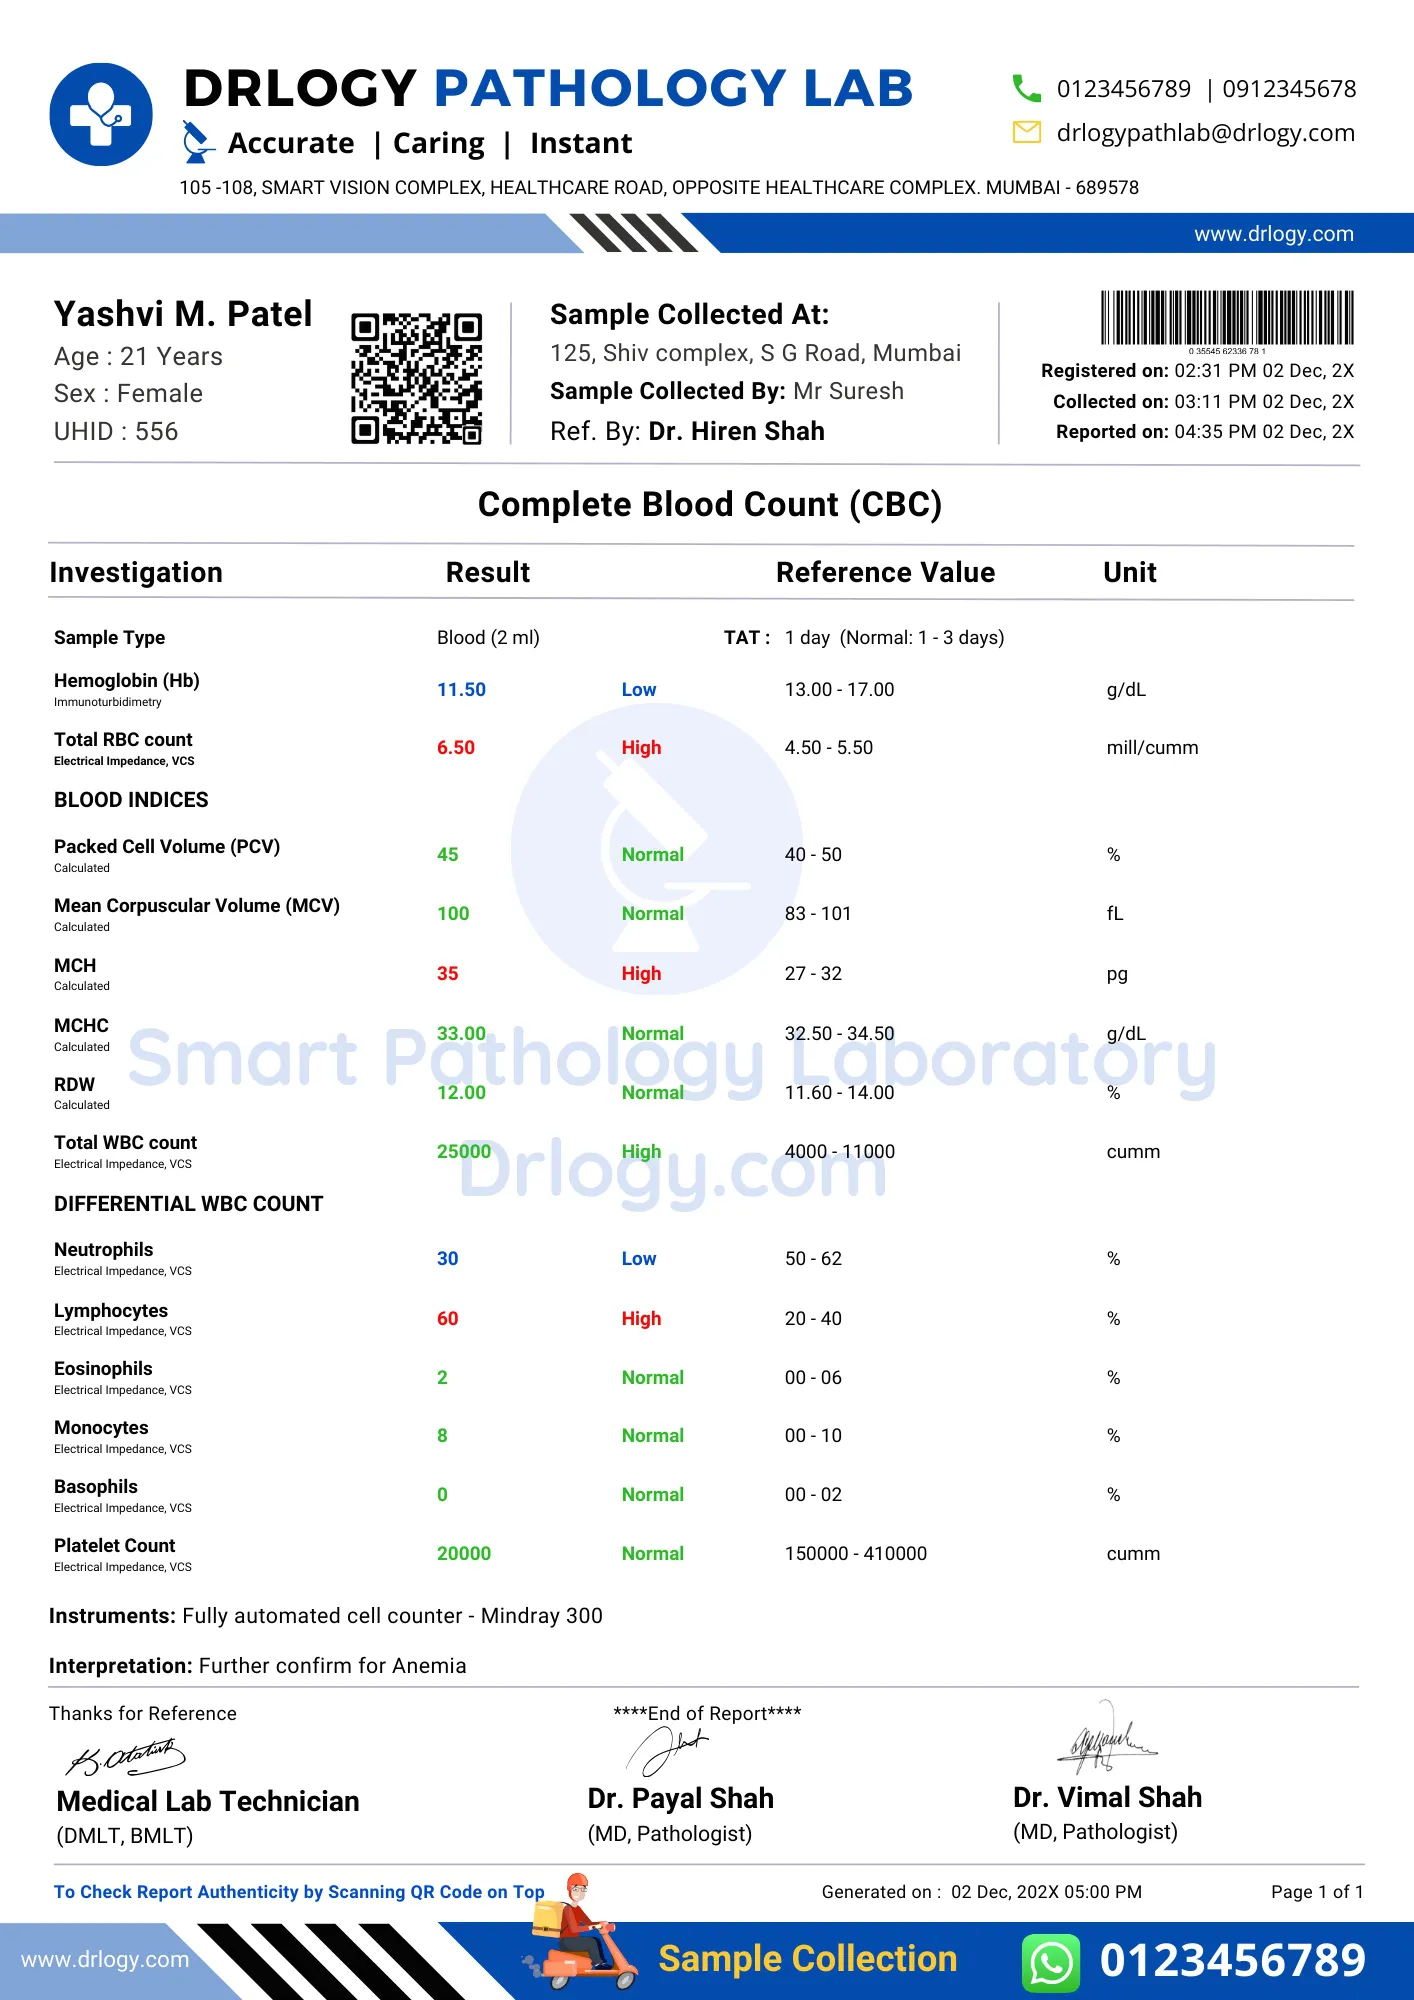 DRLOGY PATHOLOGY LAB
Accurate | Caring | Instant
0123456789 | 0912345678
drlogypathlab@drlogy.com
105 -108, SMART VISION COMPLEX, HEALTHCARE ROAD, OPPOSITE HEALTHCARE COMPLEX. MUMBAI - 689578
www.drlogy.com
Yashvi M. Patel
Age : 21 Years
Sex : Female
UHID : 556
Sample Collected At:
125, Shiv complex, S G Road, Mumbai
Sample Collected By: Mr Suresh
Ref. By: Dr. Hiren Shah
0 35545 62336 78 1
Registered on: 02:31 PM 02 Dec, 2X
Collected on: 03:11 PM 02 Dec, 2X
Reported on: 04:35 PM 02 Dec, 2X
Complete Blood Count (CBC)
Investigation Result Reference Value Unit
Sample Type Blood (2 ml) TAT : 1 day (Normal: 1 - 3 days)
Hemoglobin (Hb) 11.50 Low 13.00 - 17.00 g/dL
Immunoturbidimetry
Total RBC count 6.50 High 4.50 - 5.50 mill/cumm
Electrical Impedance, VCS
BLOOD INDICES
Packed Cell Volume (PCV) 45 Normal 40 - 50 %
Calculated
Mean Corpuscular Volume (MCV) 100 Normal 83 - 101 fL
Calculated
MCH 35 High 27 - 32 pg
Calculated
MCHC 33.00 Normal 32.50 - 34.50 g/dL
Calculated
Smart Pathology Laboratory
RDW 12.00 Normal 11.60 - 14.00 %
Calculated
Total WBC count 25000 High 4000 - 11000 cumm
Electrical Impedance, VCS
Drlogy.com
DIFFERENTIAL WBC COUNT
Neutrophils 30 Low 50 - 62 %
Electrical Impedance, VCS
Lymphocytes 60 High 20 - 40 %
Electrical Impedance, VCS
Eosinophils 2 Normal 00 - 06 %
Electrical Impedance, VCS
Monocytes 8 Normal 00 - 10 %
Electrical Impedance, VCS
Basophils 0 Normal 00 - 02 %
Electrical Impedance, VCS
Platelet Count 20000 Normal 150000 - 410000 cumm
Electrical Impedance, VCS
Instruments: Fully automated cell counter - Mindray 300
Interpretation: Further confirm for Anemia
Thanks for Reference ****End of Report****
Medical Lab Technician
(DMLT, BMLT)
Dr. Payal Shah
(MD, Pathologist)
Dr. Vimal Shah
(MD, Pathologist)
To Check Report Authenticity by Scanning QR Code on Top
Generated on : 02 Dec, 202X 05:00 PM
Page 1 of 1
www.drlogy.com
Sample Collection
0123456789